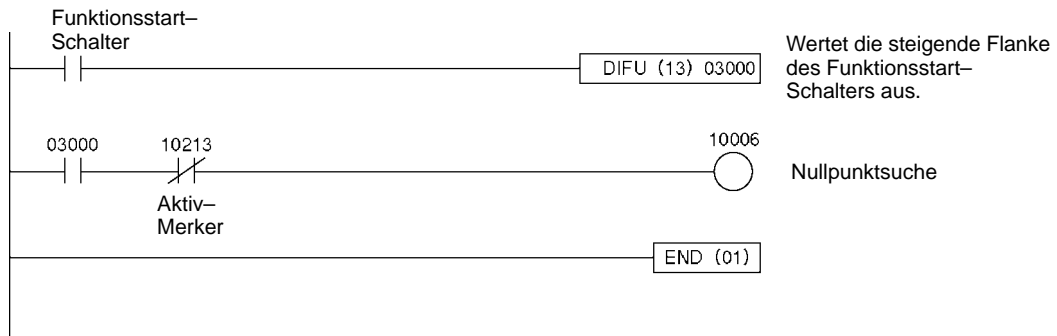 Funktionsstart–
Schalter
DIFU (13) 03000
Wertet die steigende Flanke
des Funktionsstart–
Schalters aus.
03000
10213
10006
Nullpunktsuche
Aktiv–
Merker
END (01)